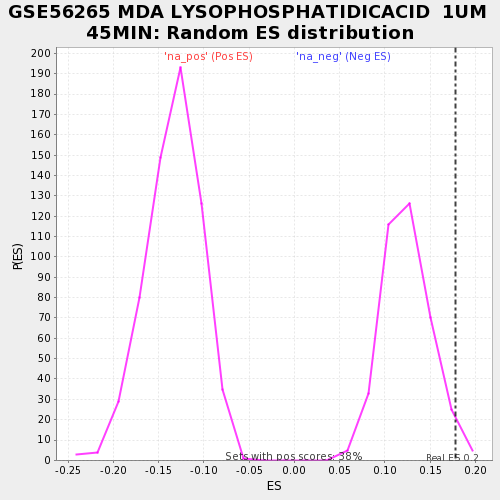 GSE56265 MDA LYSOPHOSPHATIDICACID  1UM
45MIN: Random ES distribution
'na_pos' (Pos ES) 'na_neg' (Neg ES)
200
190
180
170
160
150
140
130
120
110
100
90
80
70
60
50
40
30
20
10
0
P(ES)
Sets with pos scores: 38%
Real ES 0.2
-0.25 -0.20 -0.15 -0.10 -0.05 0.00 0.05 0.10 0.15 0.20
ES